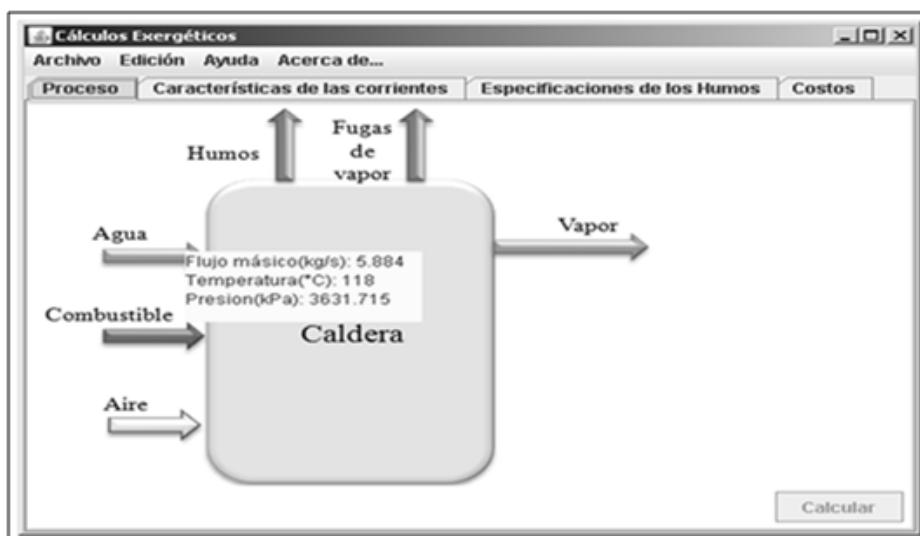 Cálculos Exergéticos
Archivo Edición Ayuda Acerca de...
Proceso Características de las corrientes Especificaciones de los Humos Costos
Humos
Fugas
de
vapor
Agua
Vapor
Flujo másico(kg/s): 5.884
Temperatura(°C): 118
Presion(kPa): 3631.715
Combustible
Caldera
Aire
Calcular